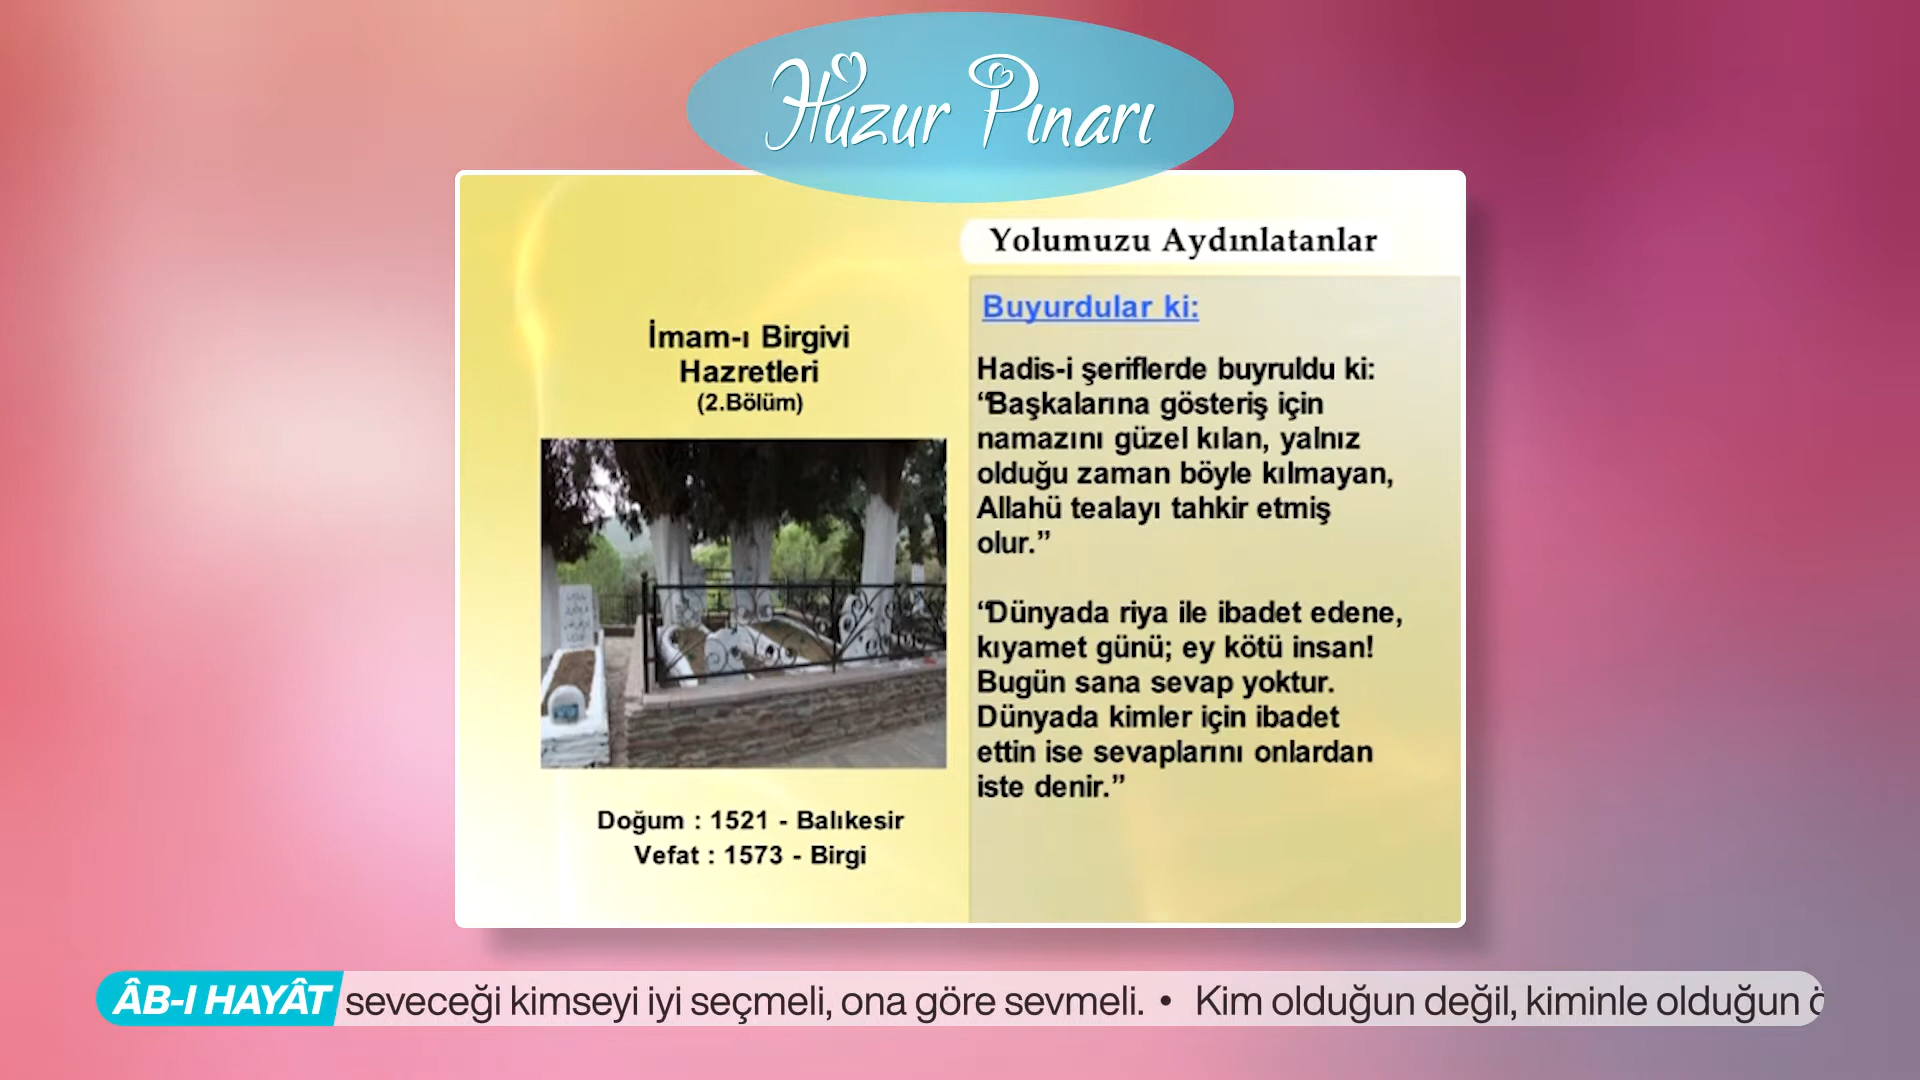 Huzur Pınarı
Yolumuzu Aydınlatanlar
İmam-ı Birgivi
Hazretleri
(2.Bölüm)
Doğum : 1521 - Balıkesir
Vefat : 1573 - Birgi
Buyurdular ki:
Hadis-i şeriflerde buyruldu ki:
“Başkalarına gösteriş için
namazını güzel kılan, yalnız
olduğu zaman böyle kılmayan,
Allahü tealayı tahkir etmiş
olur.”
“Dünyada riya ile ibadet edene,
kıyamet günü; ey kötü insan!
Bugün sana sevap yoktur.
Dünyada kimler için ibadet
ettin ise sevaplarını onlardan
iste denir.”
ÂB-I HAYÂT seveceği kimseyi iyi seçmeli, ona göre sevmeli. • Kim olduğun değil, kiminle olduğun